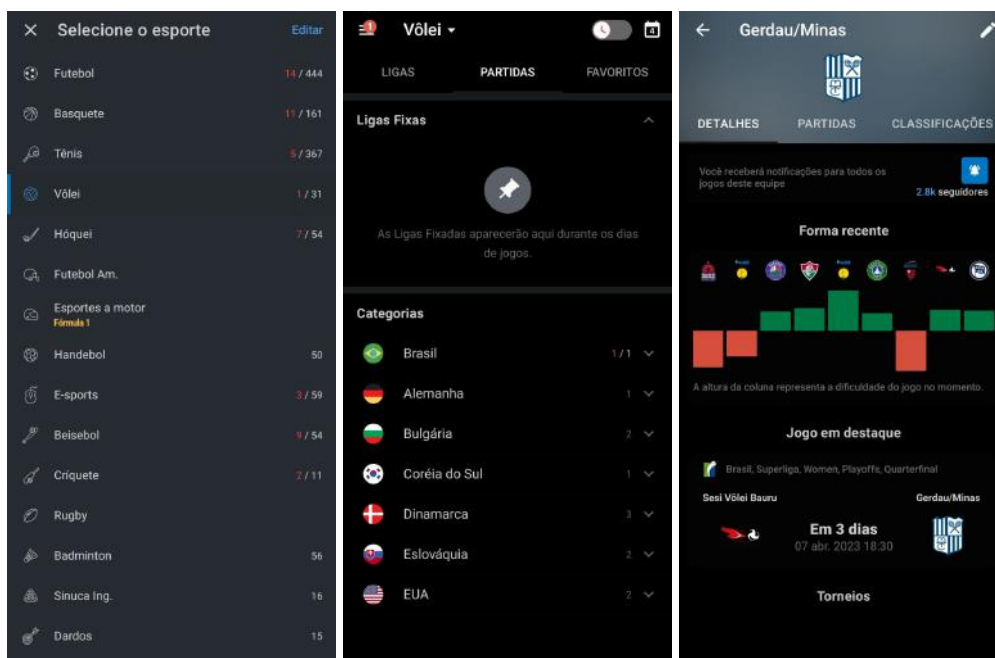 Selecione o esporte Editar
Futebol 14 / 444
Basquete 11 / 161
Tênis 5 / 367
Vôlei 1 / 31
Hóquei 7 / 54
Futebol Am.
Esportes a motor
Fórmula 1
Handebol 50
E-sports 3 / 59
Beisebol 9 / 54
Críquete 2 / 11
Rugby
Badminton 56
Sinuca Ing. 16
Dardos 15
1 Vôlei 4
LIGAS PARTIDAS FAVORITOS
Ligas Fixas
As Ligas Fixadas aparecerão aqui durante os dias
de jogos.
Categorias
Brasil 1 / 1
Alemanha 1
Bulgária 2
Coréia do Sul 1
Dinamarca 3
Eslováquia 2
EUA 2
Gerdau/Minas
DETALHES PARTIDAS CLASSIFICAÇÕES
Você receberá notificações para todos os
jogos deste equipe
2.8k seguidores
Forma recente
A altura da coluna representa a dificuldade do jogo no momento.
Jogo em destaque
Brasil, Superliga, Women, Playoffs, Quarterfinal
Sesi Vôlei Bauru Gerdau/Minas
Em 3 dias
07 abr. 2023 18:30
Torneios